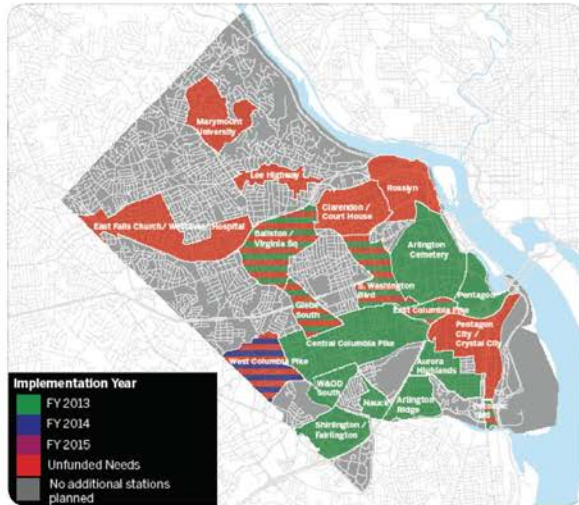 Marymount
University
Lee Highway
Rosslyn
Clarendon /
Court House
East Falls Church/ Westover/ Hospital
Ballston /
Virginia Sq
Arlington
Cemetery
S. Washington
Blvd
Pentagon
Glebe
South
East Columbia Pike
Pentagon
City /
Crystal City
Central Columbia Pike
West Columbia Pike
Aurora
Highlands
W&OD
South
Nauck
Arlington
Ridge
Shirlington /
Fairlington
Implementation Year
FY 2013
FY 2014
FY 2015
Unfunded Needs
No additional stations
planned